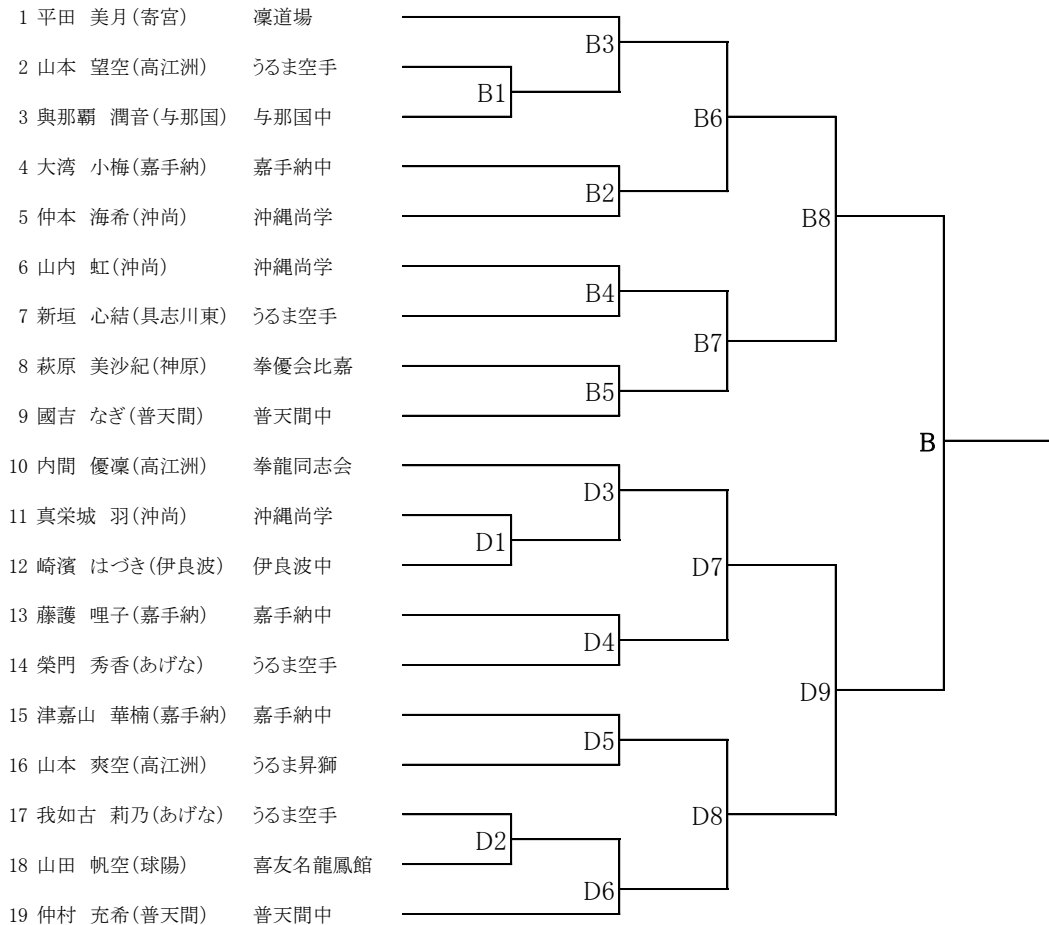 1 平田 美月(寄宮) 凜道場
B3
2 山本 望空(高江洲) うるま空手
B1
3 與那覇 潤音(与那国) 与那国中
B6
4 大湾 小梅(嘉手納) 嘉手納中
B2
5 仲本 海希(沖尚) 沖縄尚学
B8
6 山内 虹(沖尚) 沖縄尚学
B4
7 新垣 心結(具志川東) うるま空手
B7
8 萩原 美沙紀(神原) 拳優会比嘉
B5
9 國吉 なぎ(普天間) 普天間中
B
10 内間 優凜(高江洲) 拳龍同志会
D3
11 真栄城 羽(沖尚) 沖縄尚学
D1
12 崎濱 はづき(伊良波) 伊良波中
D7
13 藤護 哩子(嘉手納) 嘉手納中
D4
14 榮門 秀香(あげな) うるま空手
D9
15 津嘉山 華楠(嘉手納) 嘉手納中
D5
16 山本 爽空(高江洲) うるま昇獅
17 我如古 莉乃(あげな) うるま空手
D8
D2
18 山田 帆空(球陽) 喜友名龍鳳館
D6
19 仲村 充希(普天間) 普天間中